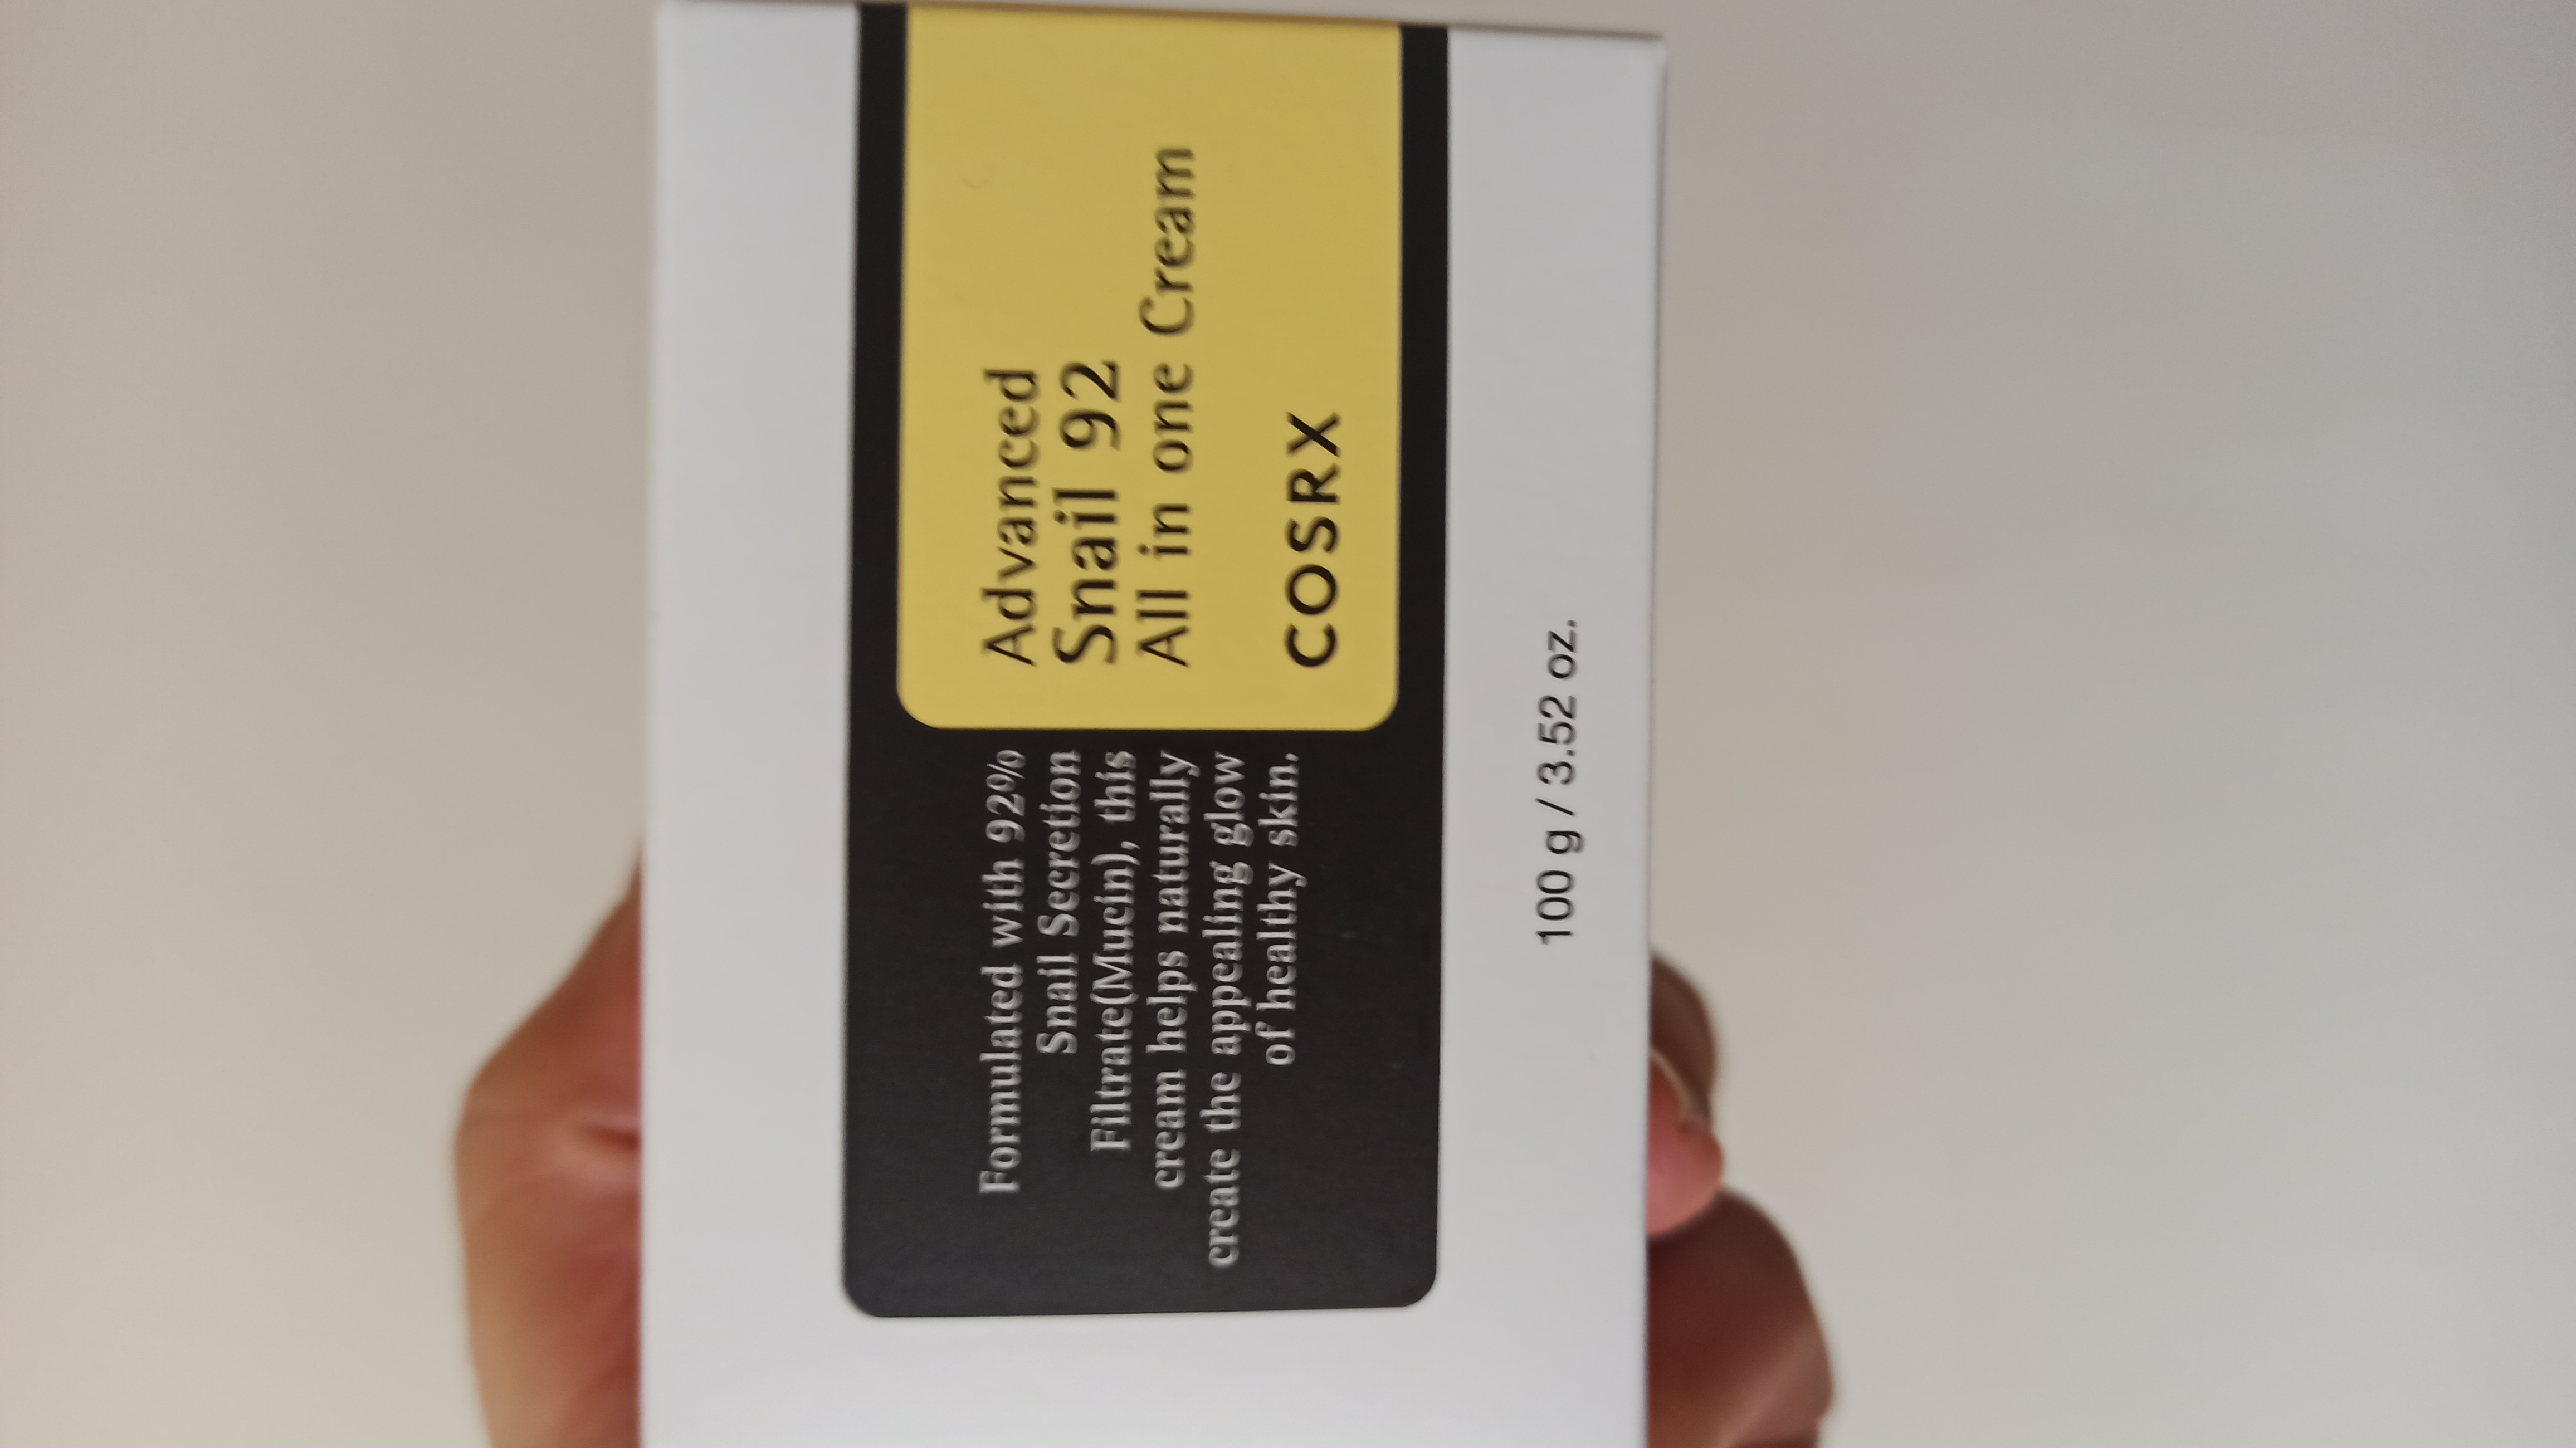 Advanced
Snail 92
All in one Cream
COSRX
Formulated with 92%
Snail Secretion
Filtrate(Mucin), this
cream helps naturally
create the appealing glow
of healthy skin.
100 g / 3.52 oz.